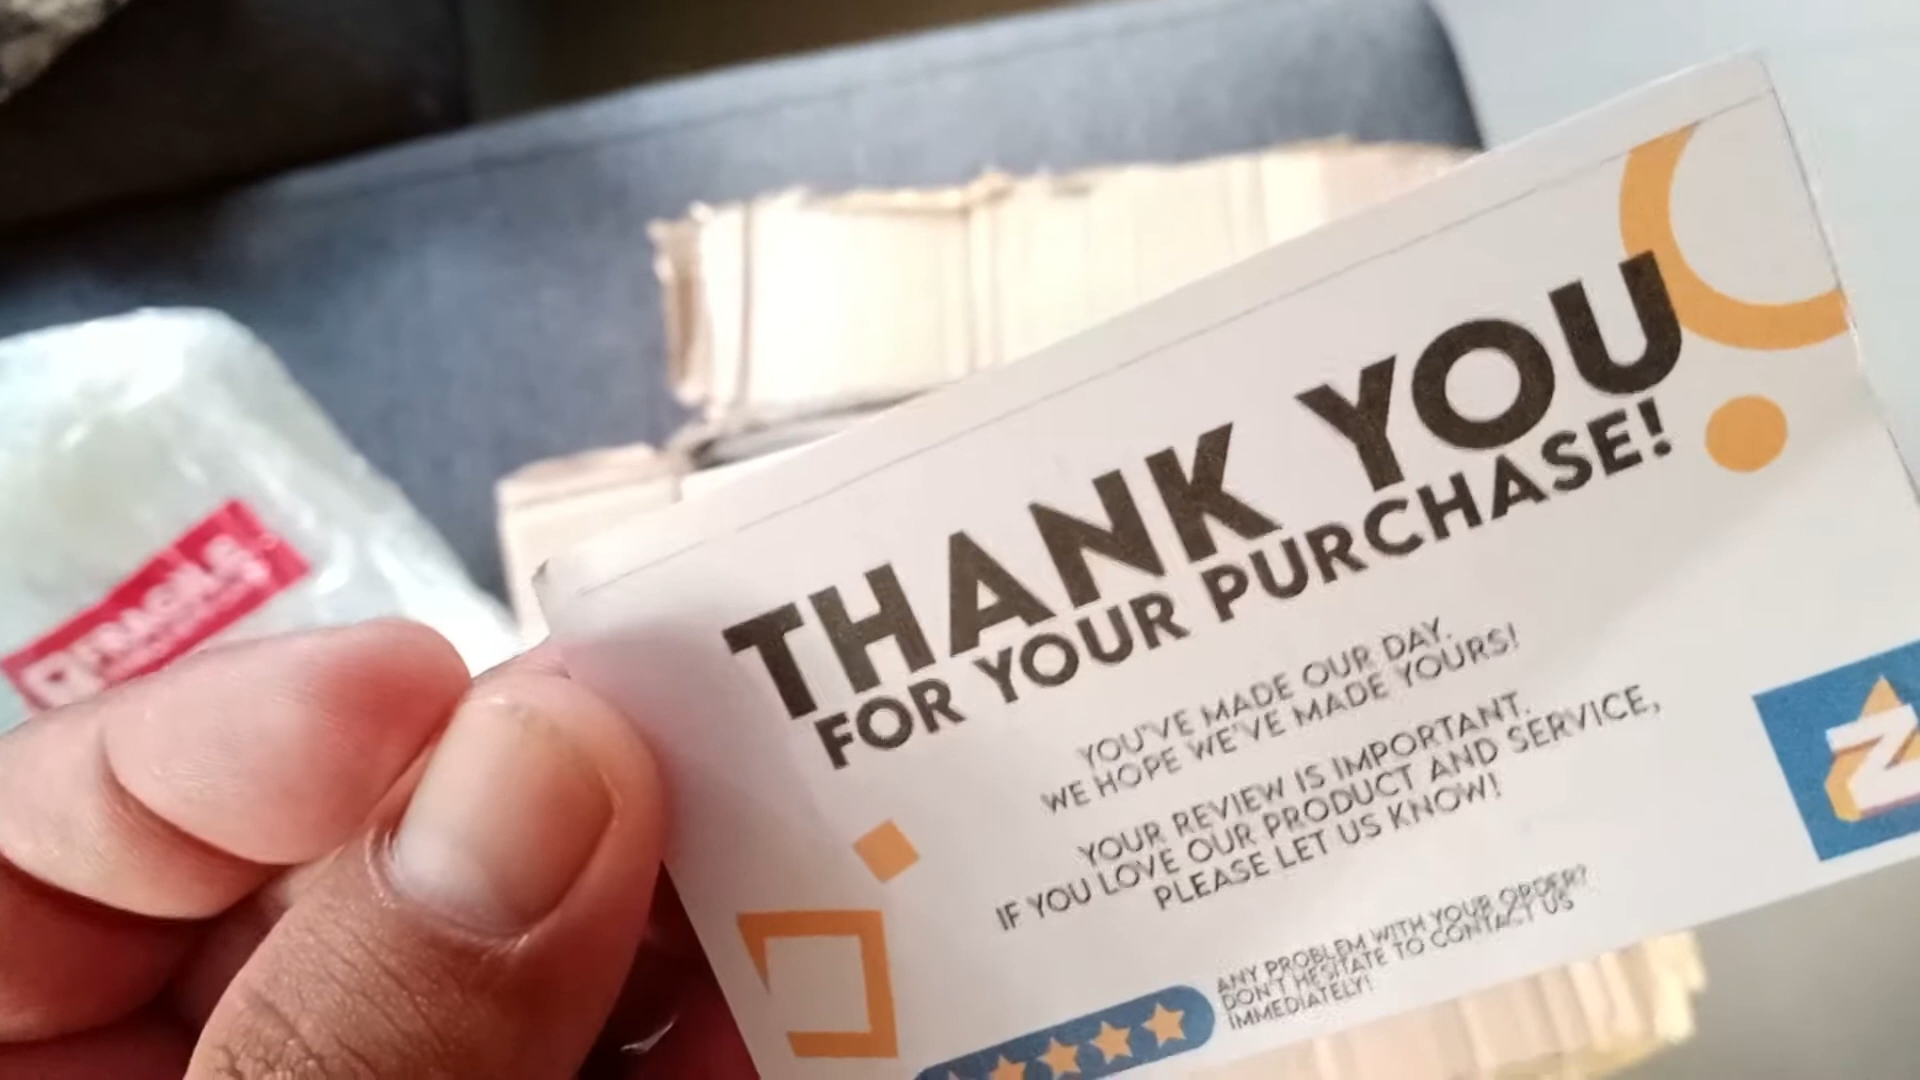 THANK YOU
FOR YOUR PURCHASE!
YOU'VE MADE OUR DAY.
WE HOPE WE'VE MADE YOURS!
YOUR REVIEW IS IMPORTANT.
IF YOU LOVE OUR PRODUCT AND SERVICE,
PLEASE LET US KNOW!
ANY PROBLEM WITH YOUR ORDER?
DON'T HESITATE TO CONTACT US
IMMEDIATELY!
Z
FRAGILE